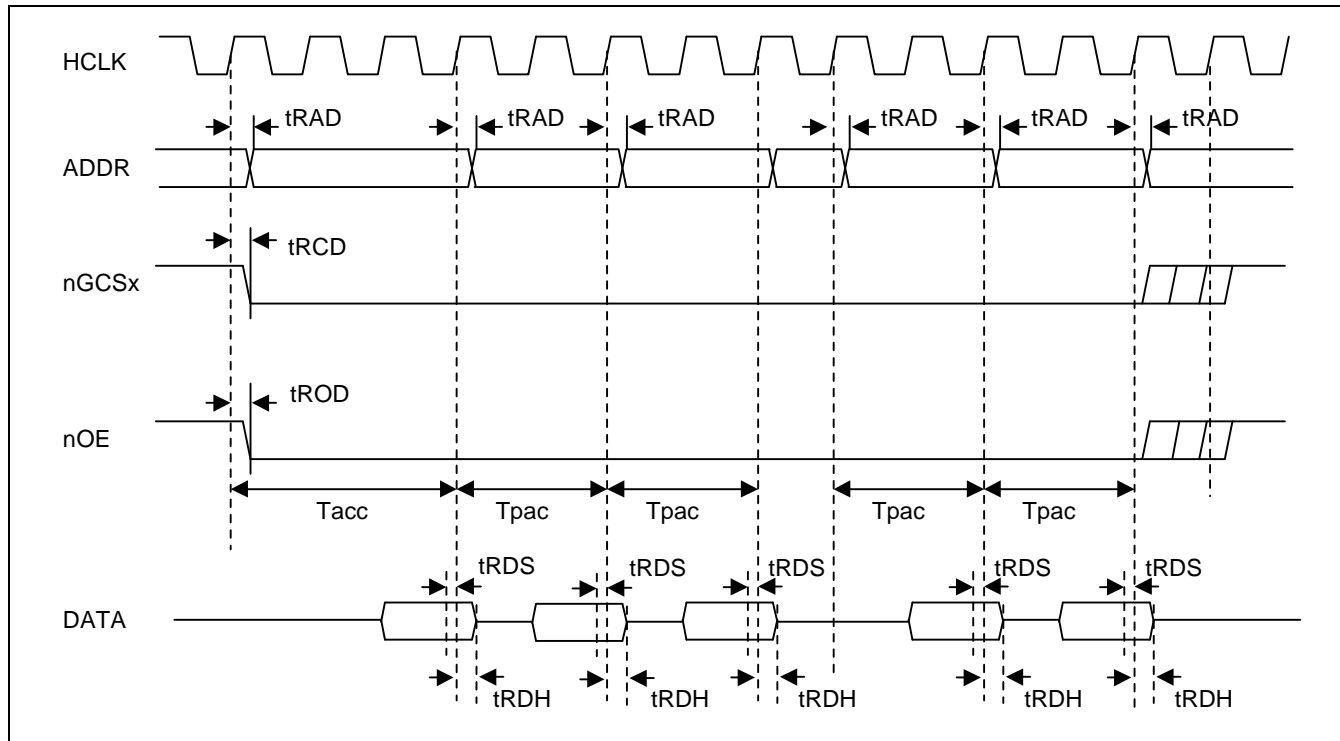 HCLK
tRAD tRAD tRAD tRAD tRAD tRAD
ADDR
tRCD
nGCSx
tROD
nOE
Tacc Tpac Tpac Tpac Tpac
tRDS tRDS tRDS tRDS tRDS
DATA
tRDH tRDH tRDH tRDH tRDH